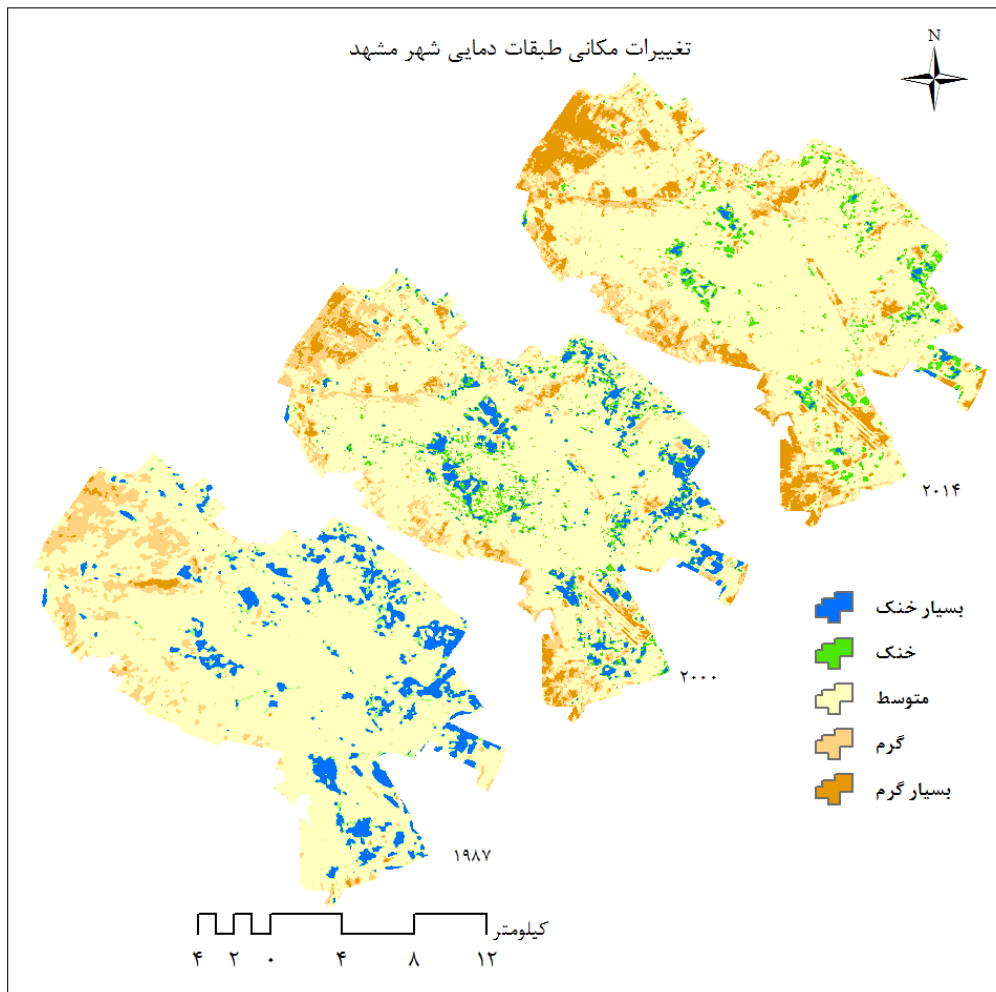 تغییرات مکانی طبقات دمایی شهر مشهد
N
۲۰۱۴
۲۰۰۰
۱۹۸۷
بسیار خنک
خنک
متوسط
گرم
بسیار گرم
کیلومتر
۴ ۲ ۰ ۴ ۸ ۱۲